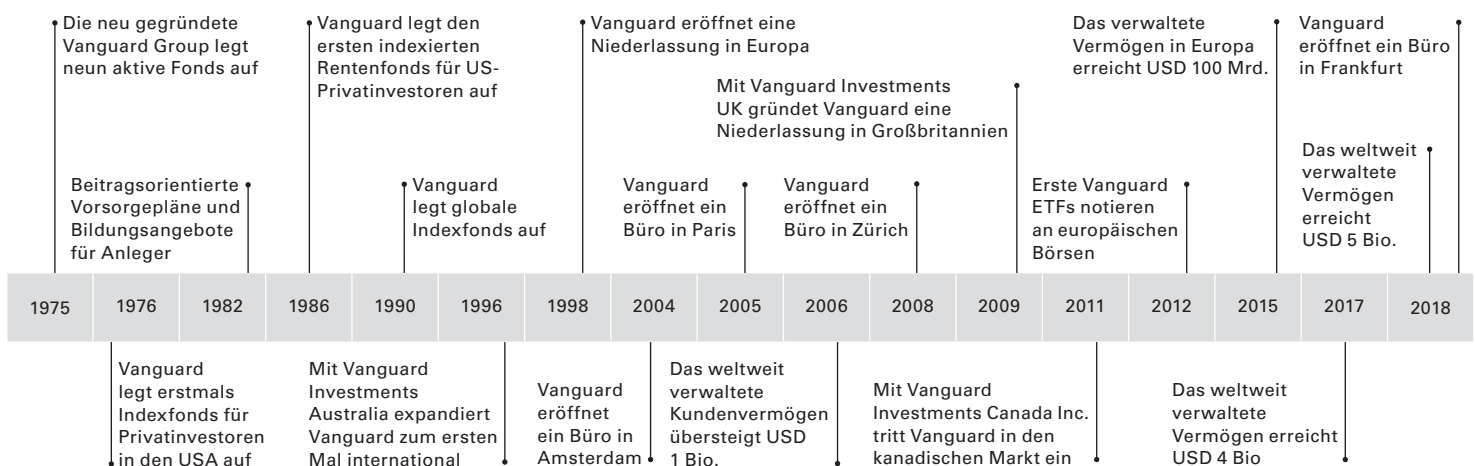 Die neu gegründete
Vanguard Group legt
neun aktive Fonds auf
Vanguard legt den
ersten indexierten
Rentenfonds für US-
Privatinvestoren auf
Vanguard eröffnet eine
Niederlassung in Europa
Mit Vanguard Investments
UK gründet Vanguard eine
Niederlassung in Großbritannien
Das verwaltete
Vermögen in Europa
erreicht USD 100 Mrd.
Vanguard
eröffnet ein Büro
in Frankfurt
Beitragsorientierte
Vorsorgepläne und
Bildungsangebote
für Anleger
Vanguard
legt globale
Indexfonds auf
Vanguard
eröffnet ein
Büro in Paris
Vanguard
eröffnet ein
Büro in Zürich
Erste Vanguard
ETFs notieren
an europäischen
Börsen
Das weltweit
verwaltete
Vermögen
erreicht
USD 5 Bio.
1975 1976 1982 1986 1990 1996 1998 2004 2005 2006 2008 2009 2011 2012 2015 2017 2018
Vanguard
legt erstmals
Indexfonds für
Privatinvestoren
in den USA auf
Mit Vanguard
Investments
Australia expandiert
Vanguard zum ersten
Mal international
Vanguard
eröffnet
ein Büro in
Amsterdam
Das weltweit
verwaltete
Kundenvermögen
übersteigt USD
1 Bio.
Mit Vanguard
Investments Canada Inc.
tritt Vanguard in den
kanadischen Markt ein
Das weltweit
verwaltete
Vermögen erreicht
USD 4 Bio